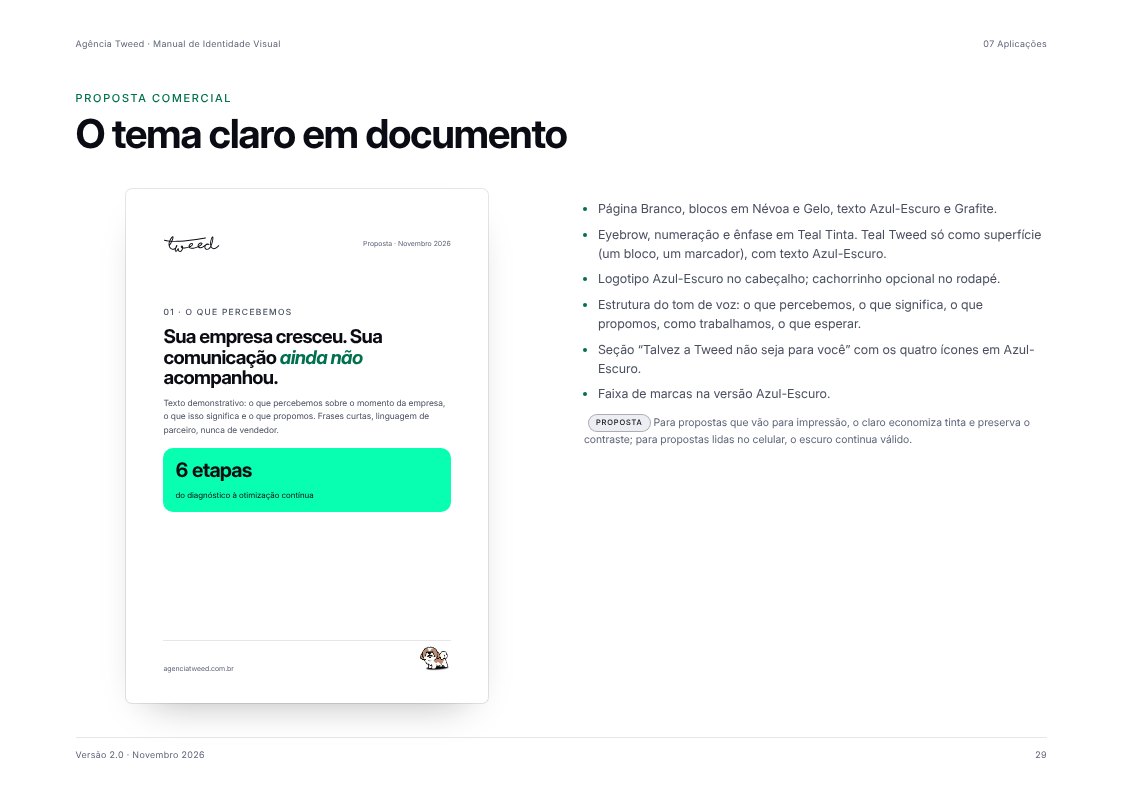 Agência Tweed · Manual de Identidade Visual
07 Aplicações
PROPOSTA COMERCIAL
O tema claro em documento
tweed
Proposta · Novembro 2026
01 · O QUE PERCEBEMOS
Sua empresa cresceu. Sua
comunicação ainda não
acompanhou.
Texto demonstrativo: o que percebemos sobre o momento da empresa,
o que isso significa e o que propomos. Frases curtas, linguagem de
parceiro, nunca de vendedor.
6 etapas
do diagnóstico à otimização contínua
agenciatweed.com.br
• Página Branco, blocos em Névoa e Gelo, texto Azul-Escuro e Grafite.
• Eyebrow, numeração e ênfase em Teal Tinta. Teal Tweed só como superfície
(um bloco, um marcador), com texto Azul-Escuro.
• Logotipo Azul-Escuro no cabeçalho; cachorrinho opcional no rodapé.
• Estrutura do tom de voz: o que percebemos, o que significa, o que
propomos, como trabalhamos, o que esperar.
• Seção “Talvez a Tweed não seja para você” com os quatro ícones em Azul-
Escuro.
• Faixa de marcas na versão Azul-Escuro.
PROPOSTA Para propostas que vão para impressão, o claro economiza tinta e preserva o
contraste; para propostas lidas no celular, o escuro continua válido.
Versão 2.0 · Novembro 2026
29